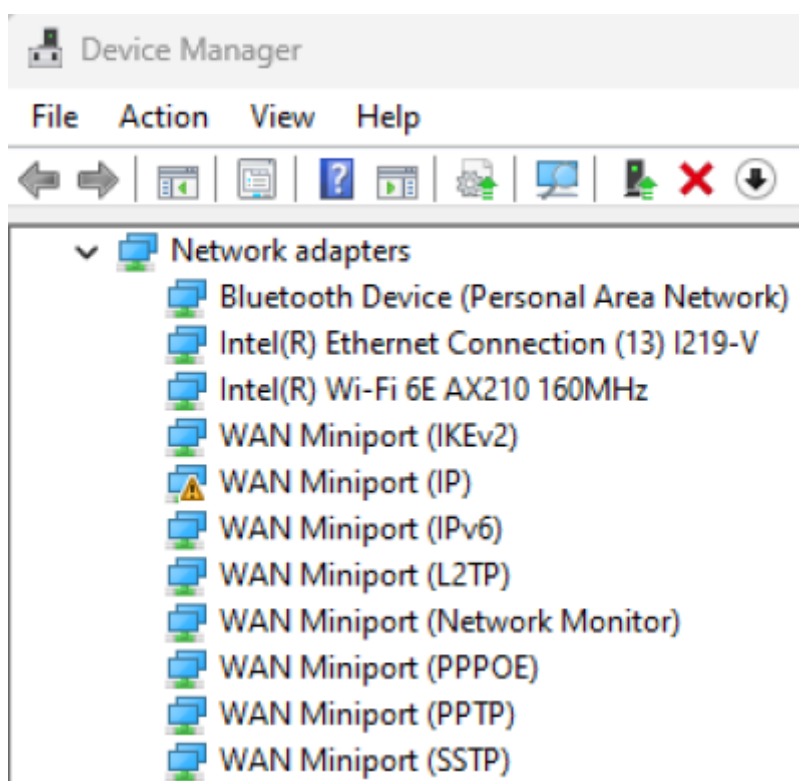 Device Manager
File Action View Help
Network adapters
Bluetooth Device (Personal Area Network)
Intel(R) Ethernet Connection (13) I219-V
Intel(R) Wi-Fi 6E AX210 160MHz
WAN Miniport (IKEv2)
WAN Miniport (IP)
WAN Miniport (IPv6)
WAN Miniport (L2TP)
WAN Miniport (Network Monitor)
WAN Miniport (PPPOE)
WAN Miniport (PPTP)
WAN Miniport (SSTP)